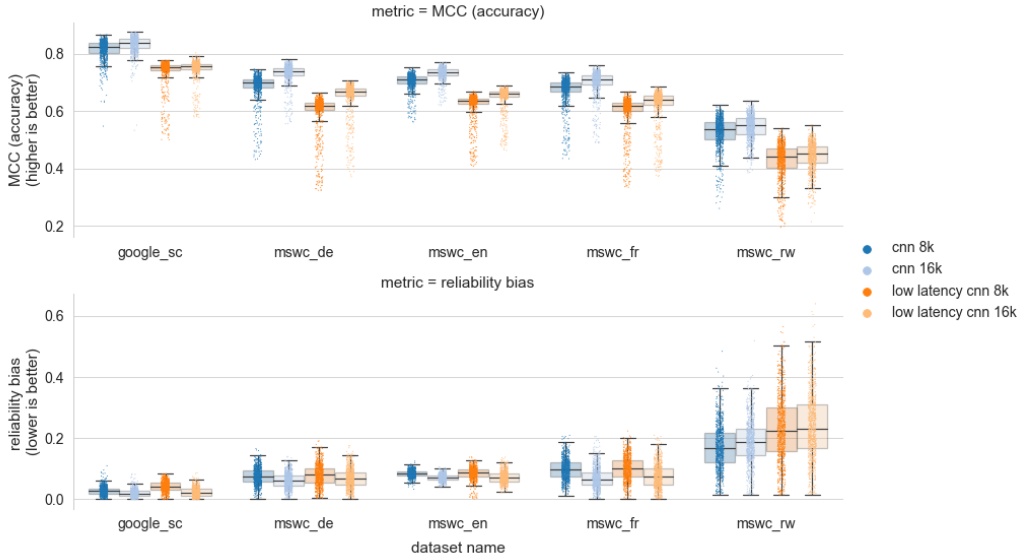 metric = MCC (accuracy)
MCC (accuracy)
(higher is better)
0.8
0.6
0.4
0.2
google_sc
mswc_de
mswc_en
mswc_fr
mswc_rw
cnn 8k
cnn 16k
low latency cnn 8k
low latency cnn 16k
metric = reliability bias
reliability bias
(lower is better)
0.6
0.4
0.2
0.0
google_sc
mswc_de
mswc_en
mswc_fr
mswc_rw
dataset name